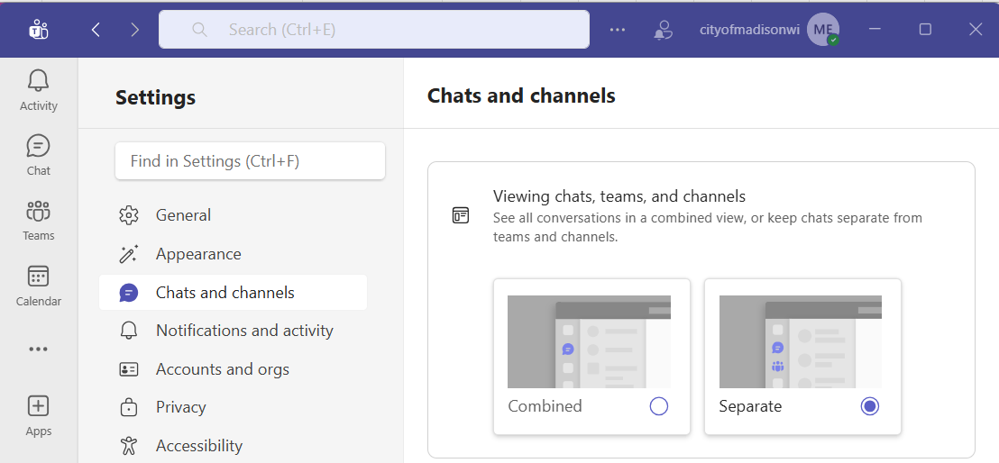 Search (Ctrl+E)
cityofmadisonwi
ME
Activity
Chat
Teams
Calendar
Apps
Settings
Find in Settings (Ctrl+F)
General
Appearance
Chats and channels
Notifications and activity
Accounts and orgs
Privacy
Accessibility
Chats and channels
Viewing chats, teams, and channels
See all conversations in a combined view, or keep chats separate from
teams and channels.
Combined
Separate